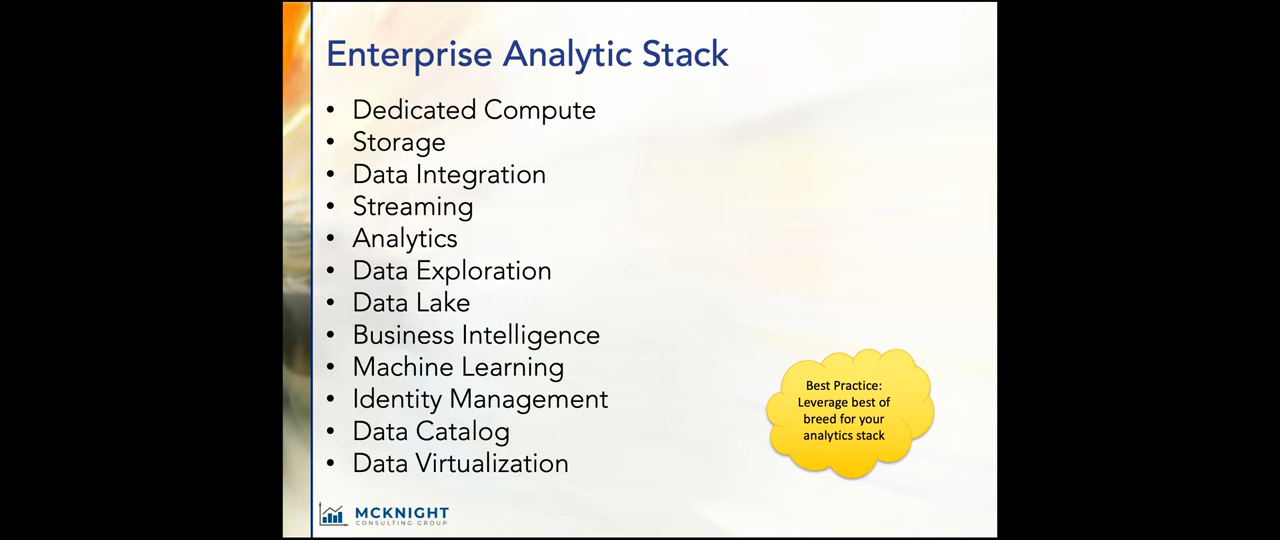 Enterprise Analytic Stack
• Dedicated Compute
• Storage
• Data Integration
• Streaming
• Analytics
• Data Exploration
• Data Lake
• Business Intelligence
• Machine Learning
• Identity Management
• Data Catalog
• Data Virtualization
Best Practice:
Leverage best of
breed for your
analytics stack
MCKNIGHT
CONSULTING GROUP